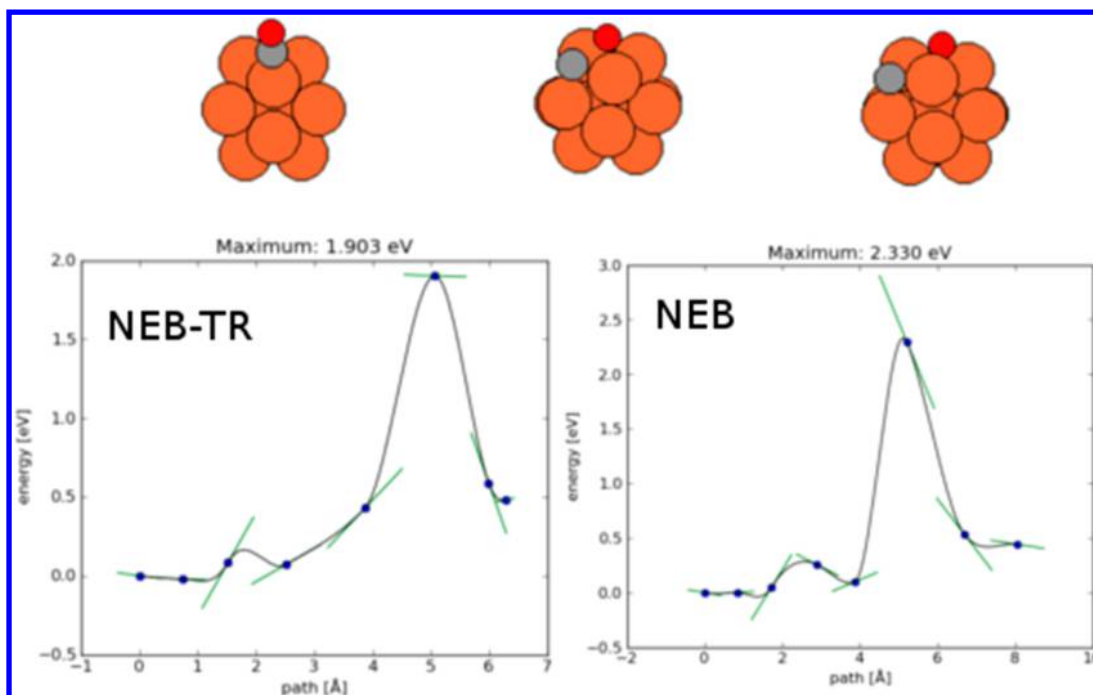 Maximum: 1.903 eV
NEB-TR
energy [eV]
2.0
1.5
1.0
0.5
0.0
−0.5
−1 0 1 2 3 4 5 6 7
path [Å]
Maximum: 2.330 eV
NEB
energy [eV]
3.0
2.5
2.0
1.5
1.0
0.5
0.0
−0.5
−2 0 2 4 6 8 10
path [Å]